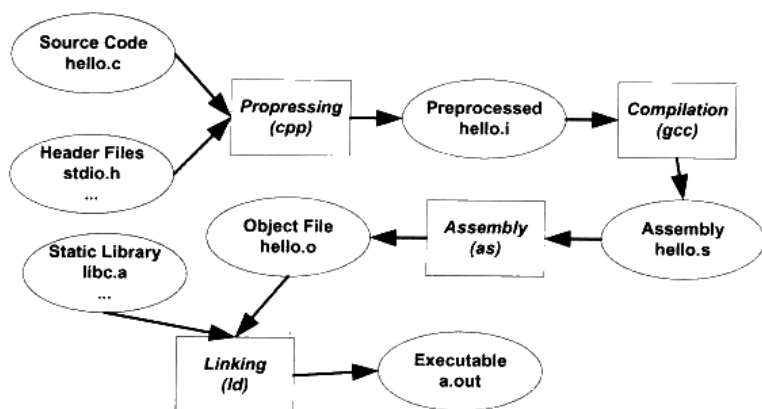 Source Code
hello.c
Propressing
(cpp)
Preprocessed
hello.i
Compilation
(gcc)
Header Files
stdio.h
...
Object File
hello.o
Assembly
(as)
Assembly
hello.s
Static Library
libc.a
...
Linking
(ld)
Executable
a.out